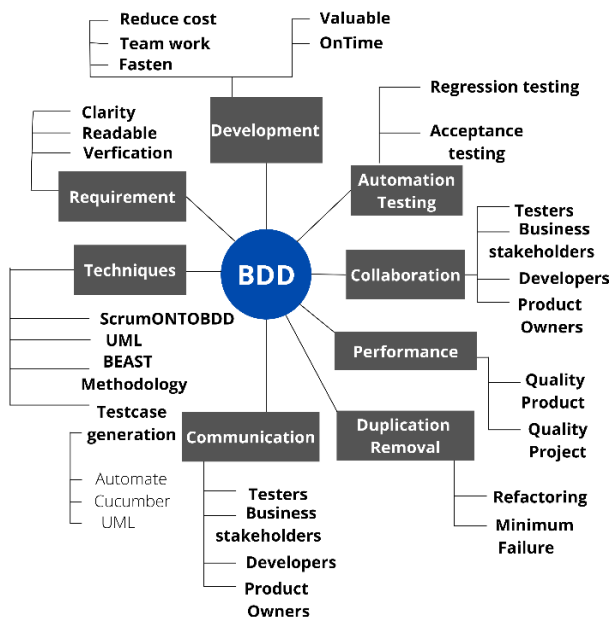 Reduce cost
Team work
Fasten
Valuable
OnTime
Development
Regression testing
Acceptance
testing
Automation
Testing
Clarity
Readable
Verfication
Requirement
Testers
Business
stakeholders
Developers
Product
Owners
Collaboration
BDD
Techniques
ScrumONTOBDD
UML
BEAST
Methodology
Testcase
generation
Automate
Cucumber
UML
Performance
Quality
Product
Quality
Project
Communication
Testers
Business
stakeholders
Developers
Product
Owners
Duplication
Removal
Refactoring
Minimum
Failure